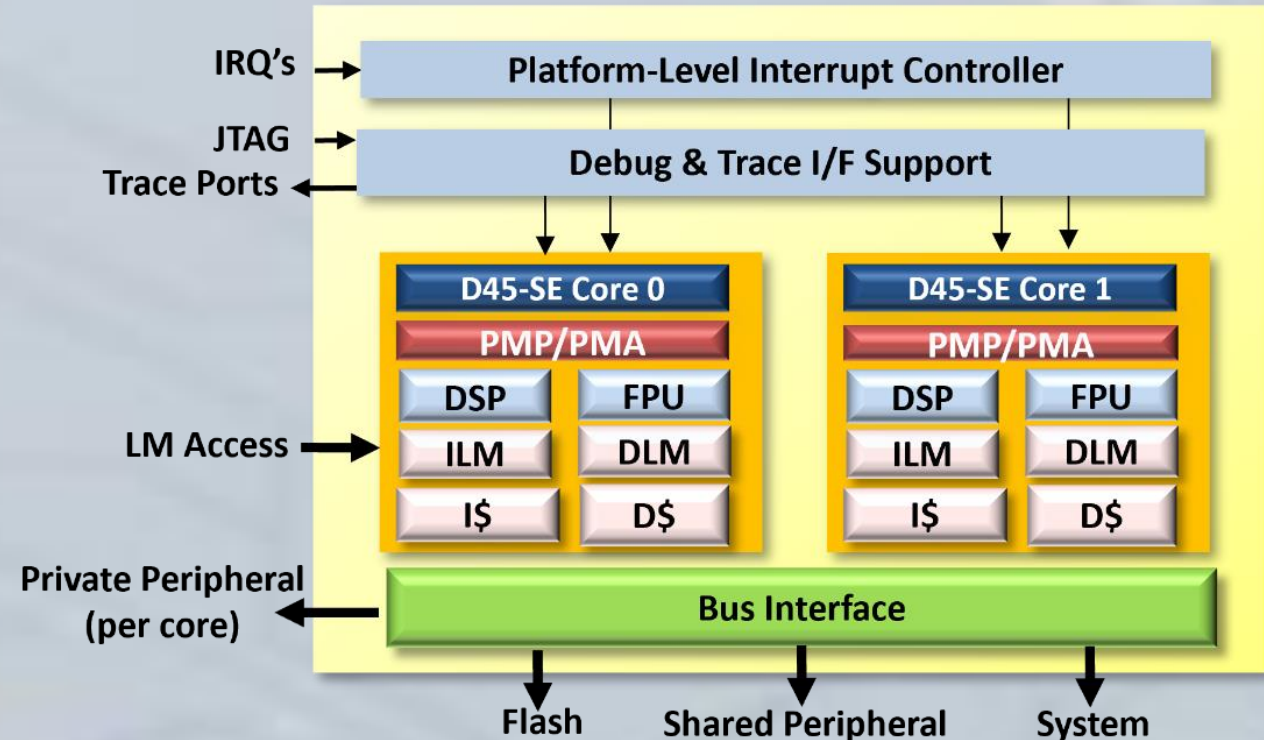 IRQ's
Platform-Level Interrupt Controller
JTAG
Trace Ports
Debug & Trace I/F Support
D45-SE Core 0
PMP/PMA
DSP
FPU
LM Access
ILM
DLM
I$
D$
D45-SE Core 1
PMP/PMA
DSP
FPU
ILM
DLM
I$
D$
Private Peripheral
(per core)
Bus Interface
Flash
Shared Peripheral
System